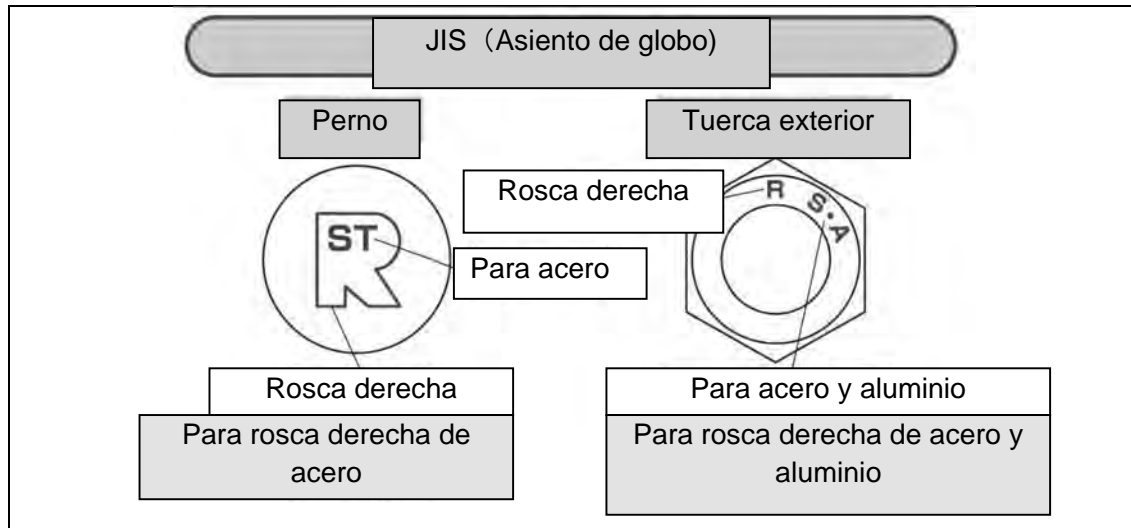 JIS（Asiento de globo)
Perno
Tuerca exterior
Rosca derecha
R S・A
ST
R
Para acero
Rosca derecha
Para acero y aluminio
Para rosca derecha de
acero
Para rosca derecha de acero y
aluminio